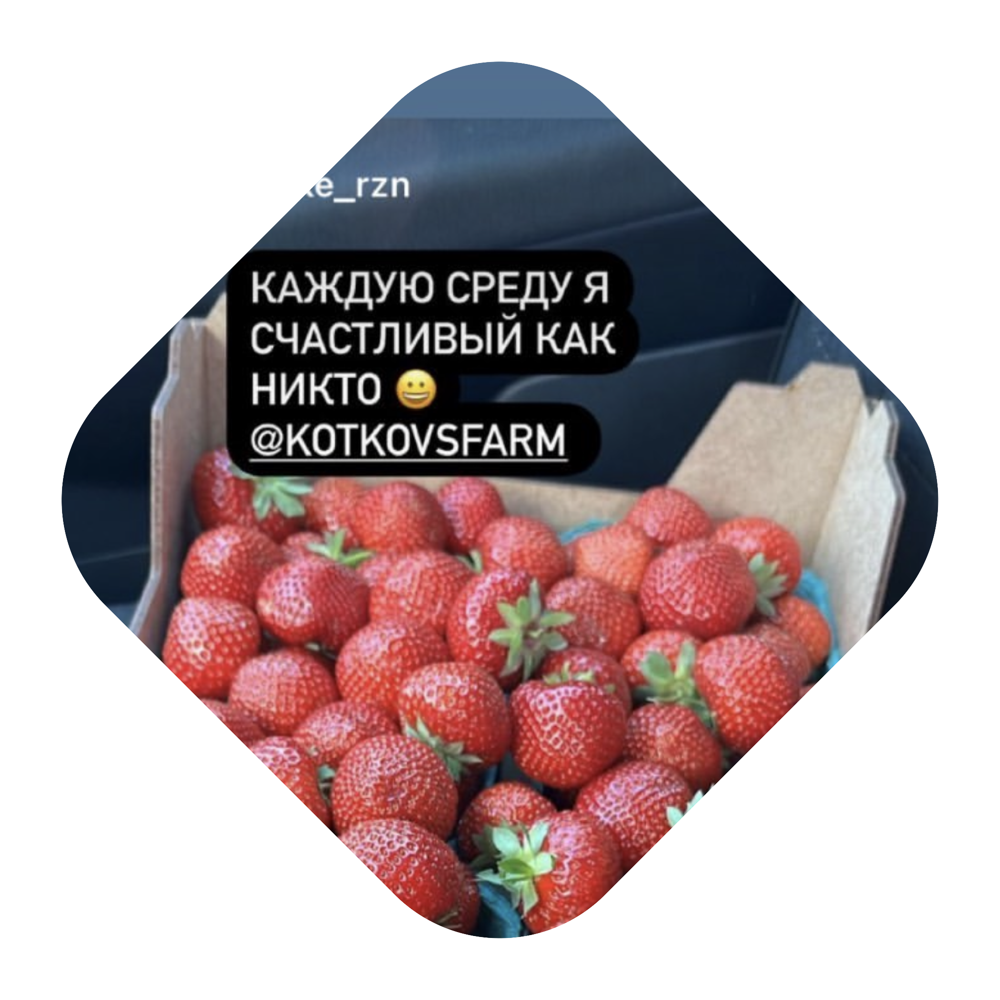 e_rzn
КАЖДУЮ СРЕДУ Я
СЧАСТЛИВЫЙ КАК
НИКТО 😀
@KOTKOVSFARM